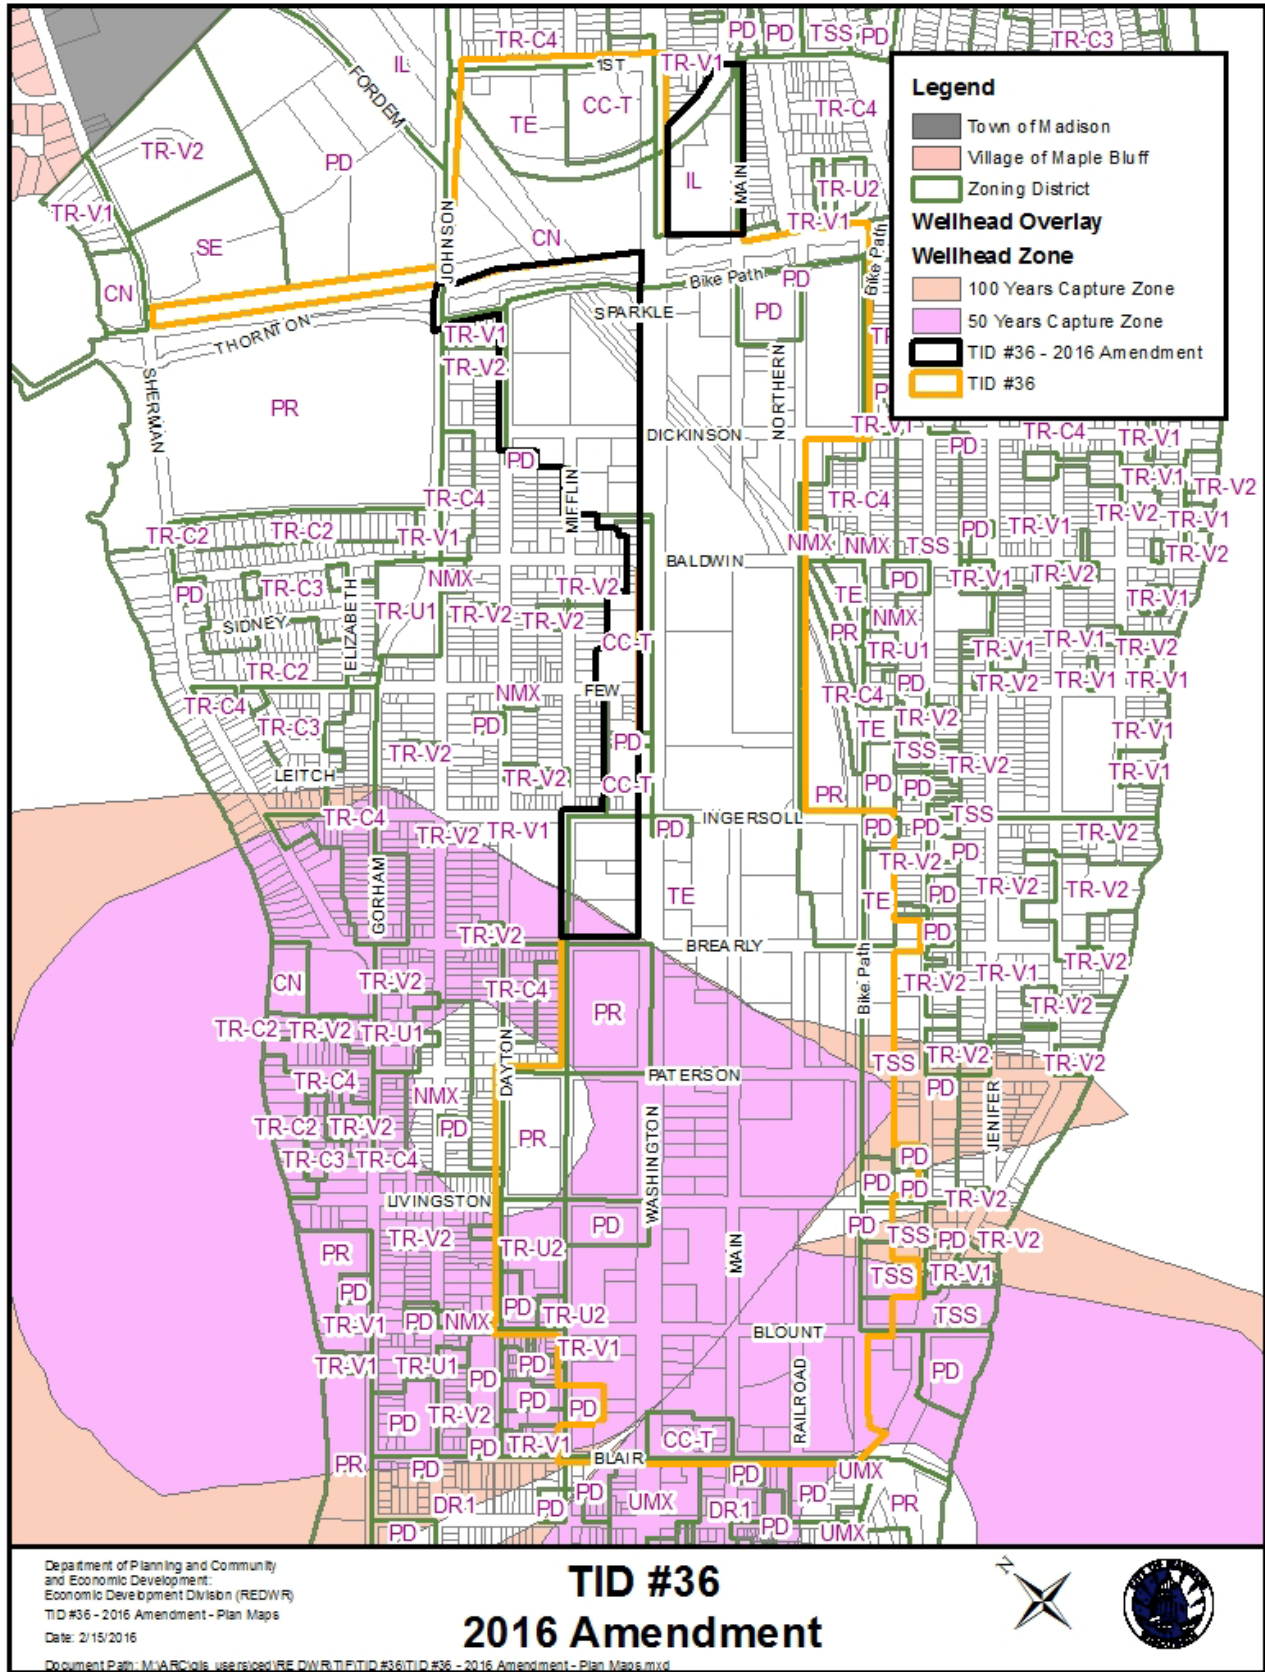 TR-C4
PD
PD
TSS
PD
TR-C3
FORDEM
IL
1ST
TR-V1
CC-T
TE
TR-C4
TR-V2
PD
IL
MAIN
TR-U2
TR-V1
TR-V1
SE
JOHNSON
CN
Bike Path
CN
Bike Path
PD
SPARKLE
PD
THORNTON
TR-V1
TR-V2
SHERMAN
NORTHERN
PR
DICKINSON
TR-V1
Legend
Town of Madison
Village of Maple Bluff
Zoning District
Wellhead Overlay
Wellhead Zone
100 Years Capture Zone
50 Years Capture Zone
TID #36 - 2016 Amendment
TID #36
PD
TR-C4
TR-V1
PD
MIFFLIN
TR-V1
TR-V2
TR-C4
TR-C4
TR-V2
TR-V1
TR-C2
TR-C2
TR-V1
NMX
NMX
TSS
PD
TR-V1
TR-V2
BALDWIN
NMX
PD
TR-C3
ELIZABETH
TR-V2
TE
PD
TR-V1
TR-V2
TR-V1
SIDNEY
TR-U1
TR-V2
TR-V2
NMX
PR
CC-T
TR-U1
TR-V1
TR-V1
TR-V2
TR-C2
TR-C4
NMX
FEW
TR-C4
PD
TR-V2
TR-V1
TR-V1
TR-C3
PD
PD
TE
TR-V2
TR-V1
TR-V2
TSS
TR-V2
TR-V1
LEITCH
TR-V2
CC-T
PR
PD
PD
TR-C4
TR-V2
TR-V1
PD
INGERSOLL
PD
PD
TSS
TR-V2
GORHAM
TR-V2
PD
TE
TE
PD
TR-V2
TR-V2
TR-V2
BREARLY
PD
CN
TR-V2
TR-C4
PR
Bike Path
TR-V2
TR-V1
TR-V2
TR-V2
TR-C2
TR-V2
TR-U1
DAYTON
TSS
TR-V2
TR-V2
TR-C4
PATERSON
PD
NMX
TR-C2
TR-V2
PD
PR
WASHINGTON
JENIFER
TR-C3
TR-C4
PD
PD
PD
LIVINGSTON
TR-V2
PD
PD
TR-V2
TR-U2
MAIN
TSS
PD
TR-V2
PR
PD
TSS
TR-V1
TR-V1
PD
NMX
PD
TR-U2
TSS
BLOUNT
TR-V1
TR-V1
TR-U1
PD
PD
RAILROAD
PD
PD
TR-V2
PD
PD
PD
TR-V1
CC-T
PR
PD
BLAIR
PD
UMX
DR1
PD
PD
UMX
DR1
PD
PR
PD
PD
UMX
Department of Planning and Community
and Economic Development:
Economic Development Division (REDWR)
TID #36 - 2016 Amendment - Plan Maps
Date: 2/15/2016
Document Path: M:\ARC\gis_users\ced\RE_DWR\TIF\TID #36\TID #36 - 2016 Amendment - Plan Maps.mxd
TID #36
2016 Amendment
N